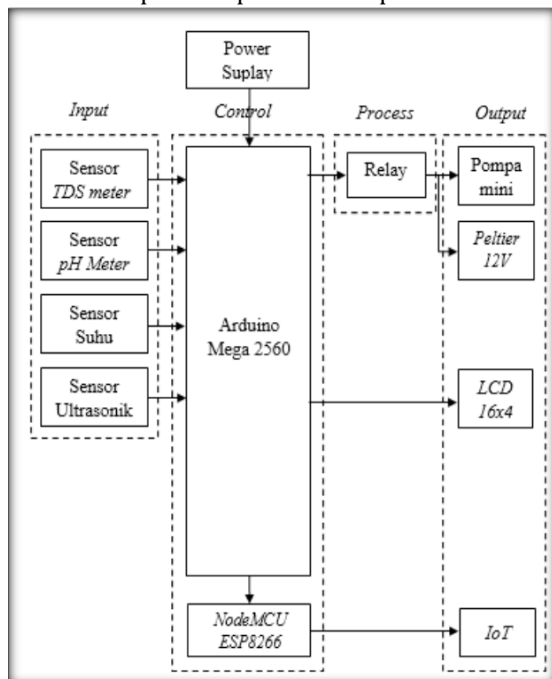 Power
Suplay
Input
Control
Process
Output
Sensor
TDS meter
Sensor
pH Meter
Sensor
Suhu
Sensor
Ultrasonik
Arduino
Mega 2560
NodeMCU
ESP8266
Relay
Pompa
mini
Peltier
12V
LCD
16x4
IoT